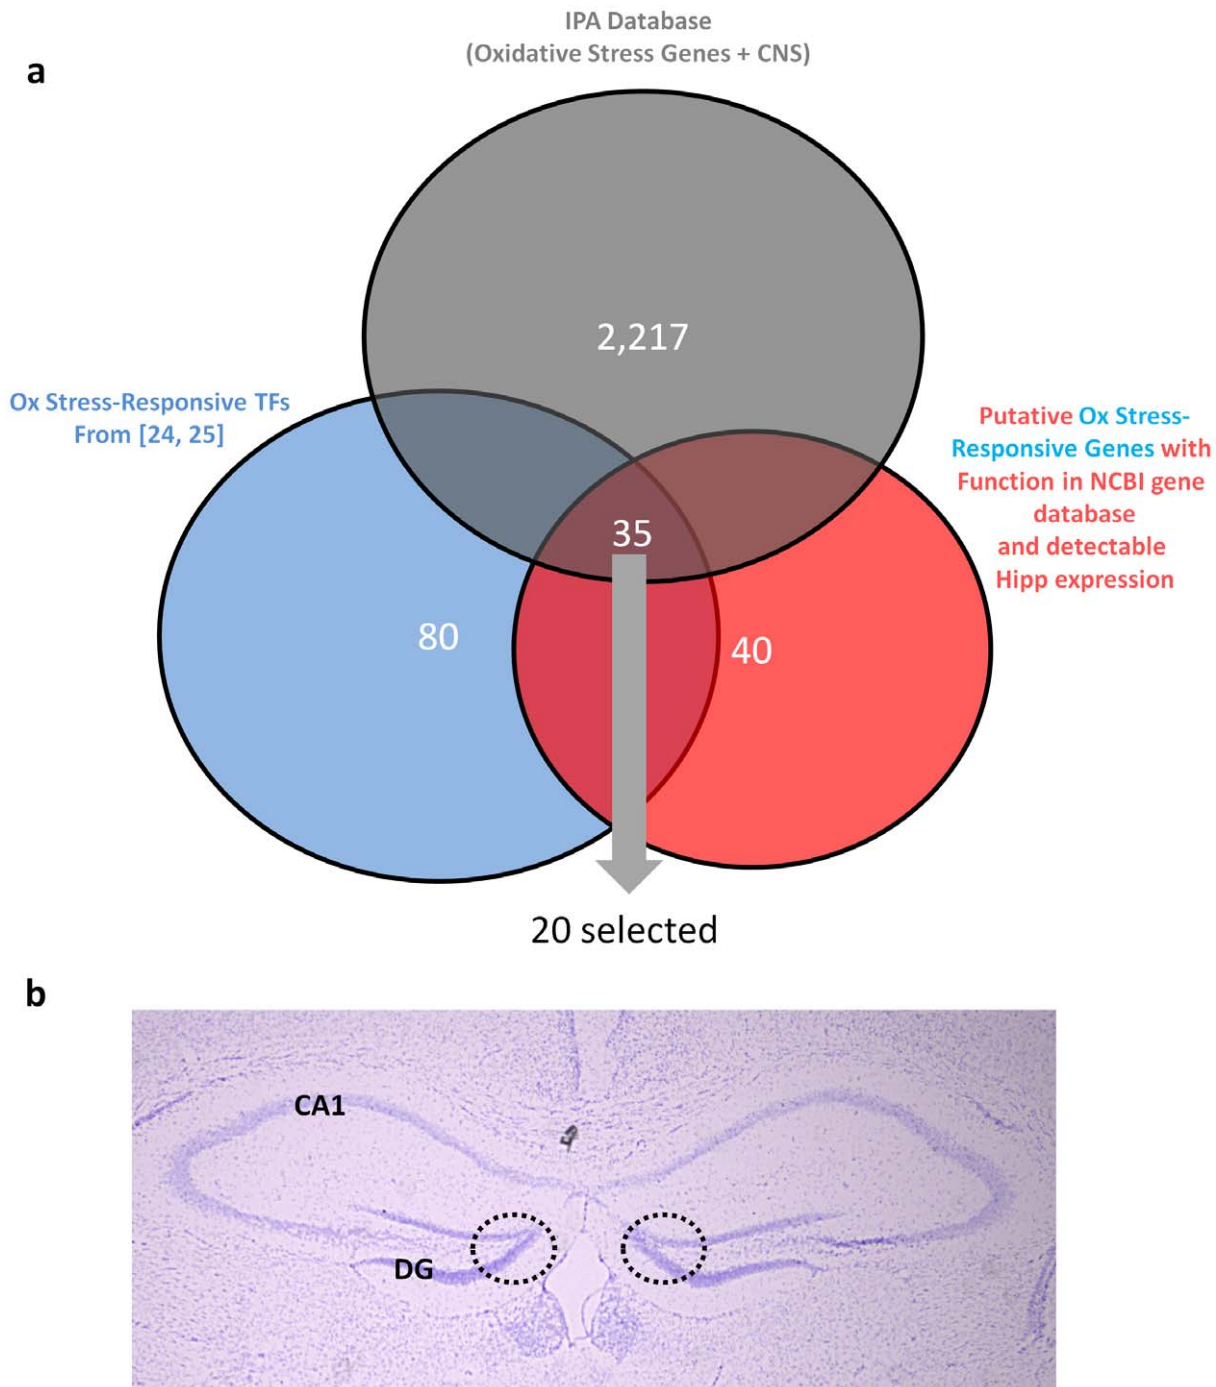 IPA Database
(Oxidative Stress Genes + CNS)
a
2,217
Ox Stress-Responsive TFs
From [24, 25]
Putative Ox Stress-
Responsive Genes with
Function in NCBI gene
database
and detectable
Hipp expression
35
80
40
20 selected
b
CA1
DG